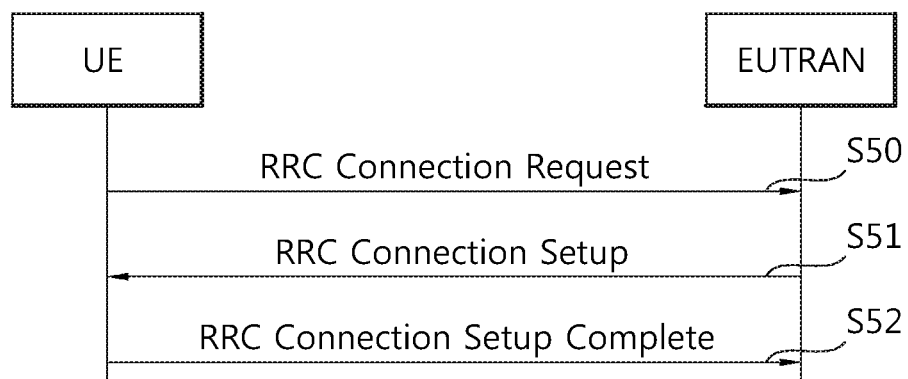 UE
EUTRAN
RRC Connection Request
S50
RRC Connection Setup
S51
RRC Connection Setup Complete
S52